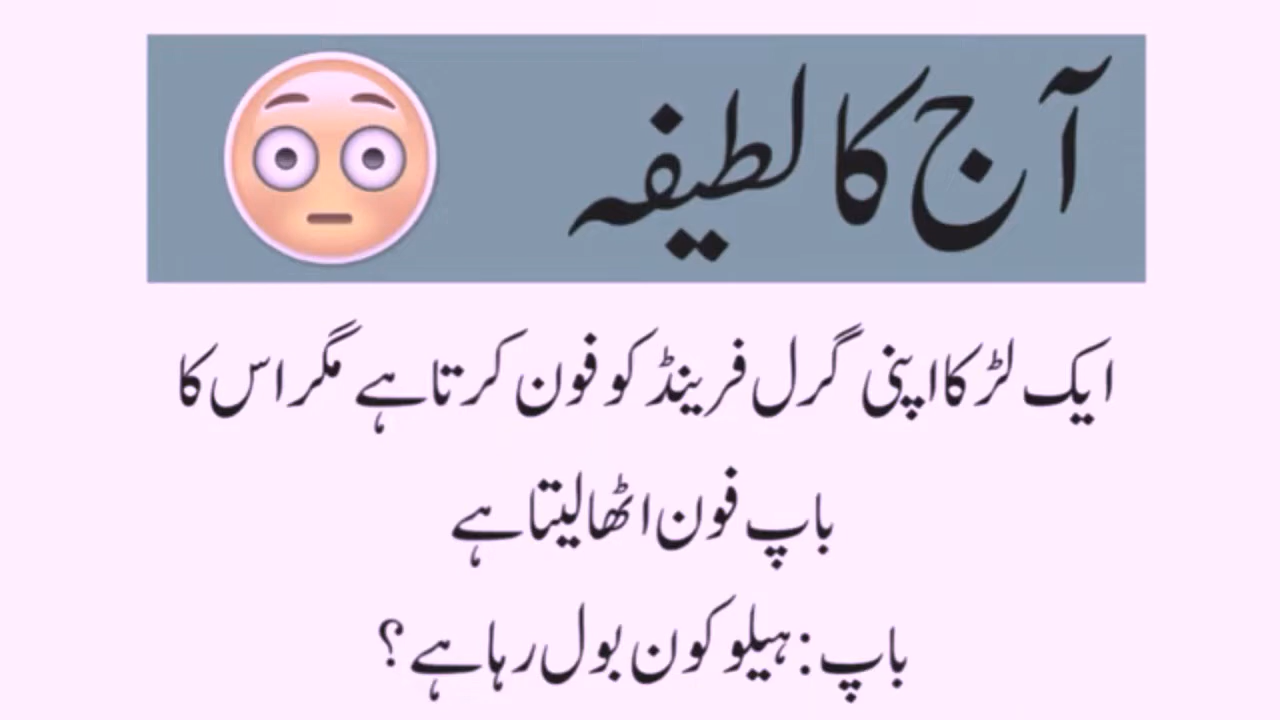 آج کا لطیفہ
ایک لڑکا اپنی گرل فرینڈ کو فون کرتا ہے مگر اس کا
باپ فون اٹھا لیتا ہے
باپ : ہیلو کون بول رہا ہے ؟